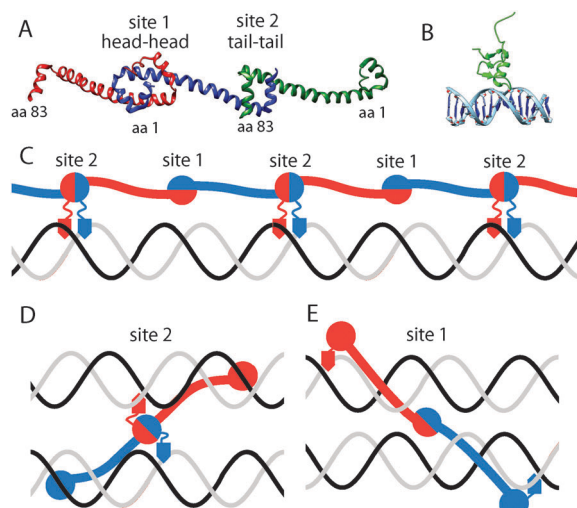 A
site 1
head-head
site 2
tail-tail
B
aa 83
aa 1
aa 83
aa 1
C
site 2
site 1
site 2
site 1
site 2
D
site 2
E
site 1